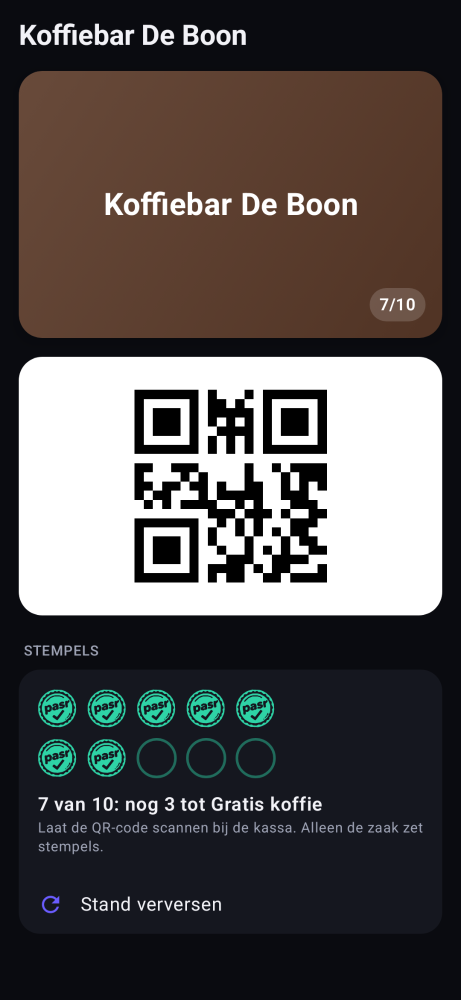 Koffiebar De Boon
Koffiebar De Boon
7/10
STEMPELS
pasr pasr pasr pasr pasr
pasr pasr
7 van 10: nog 3 tot Gratis koffie
Laat de QR-code scannen bij de kassa. Alleen de zaak zet
stempels.
Stand verversen